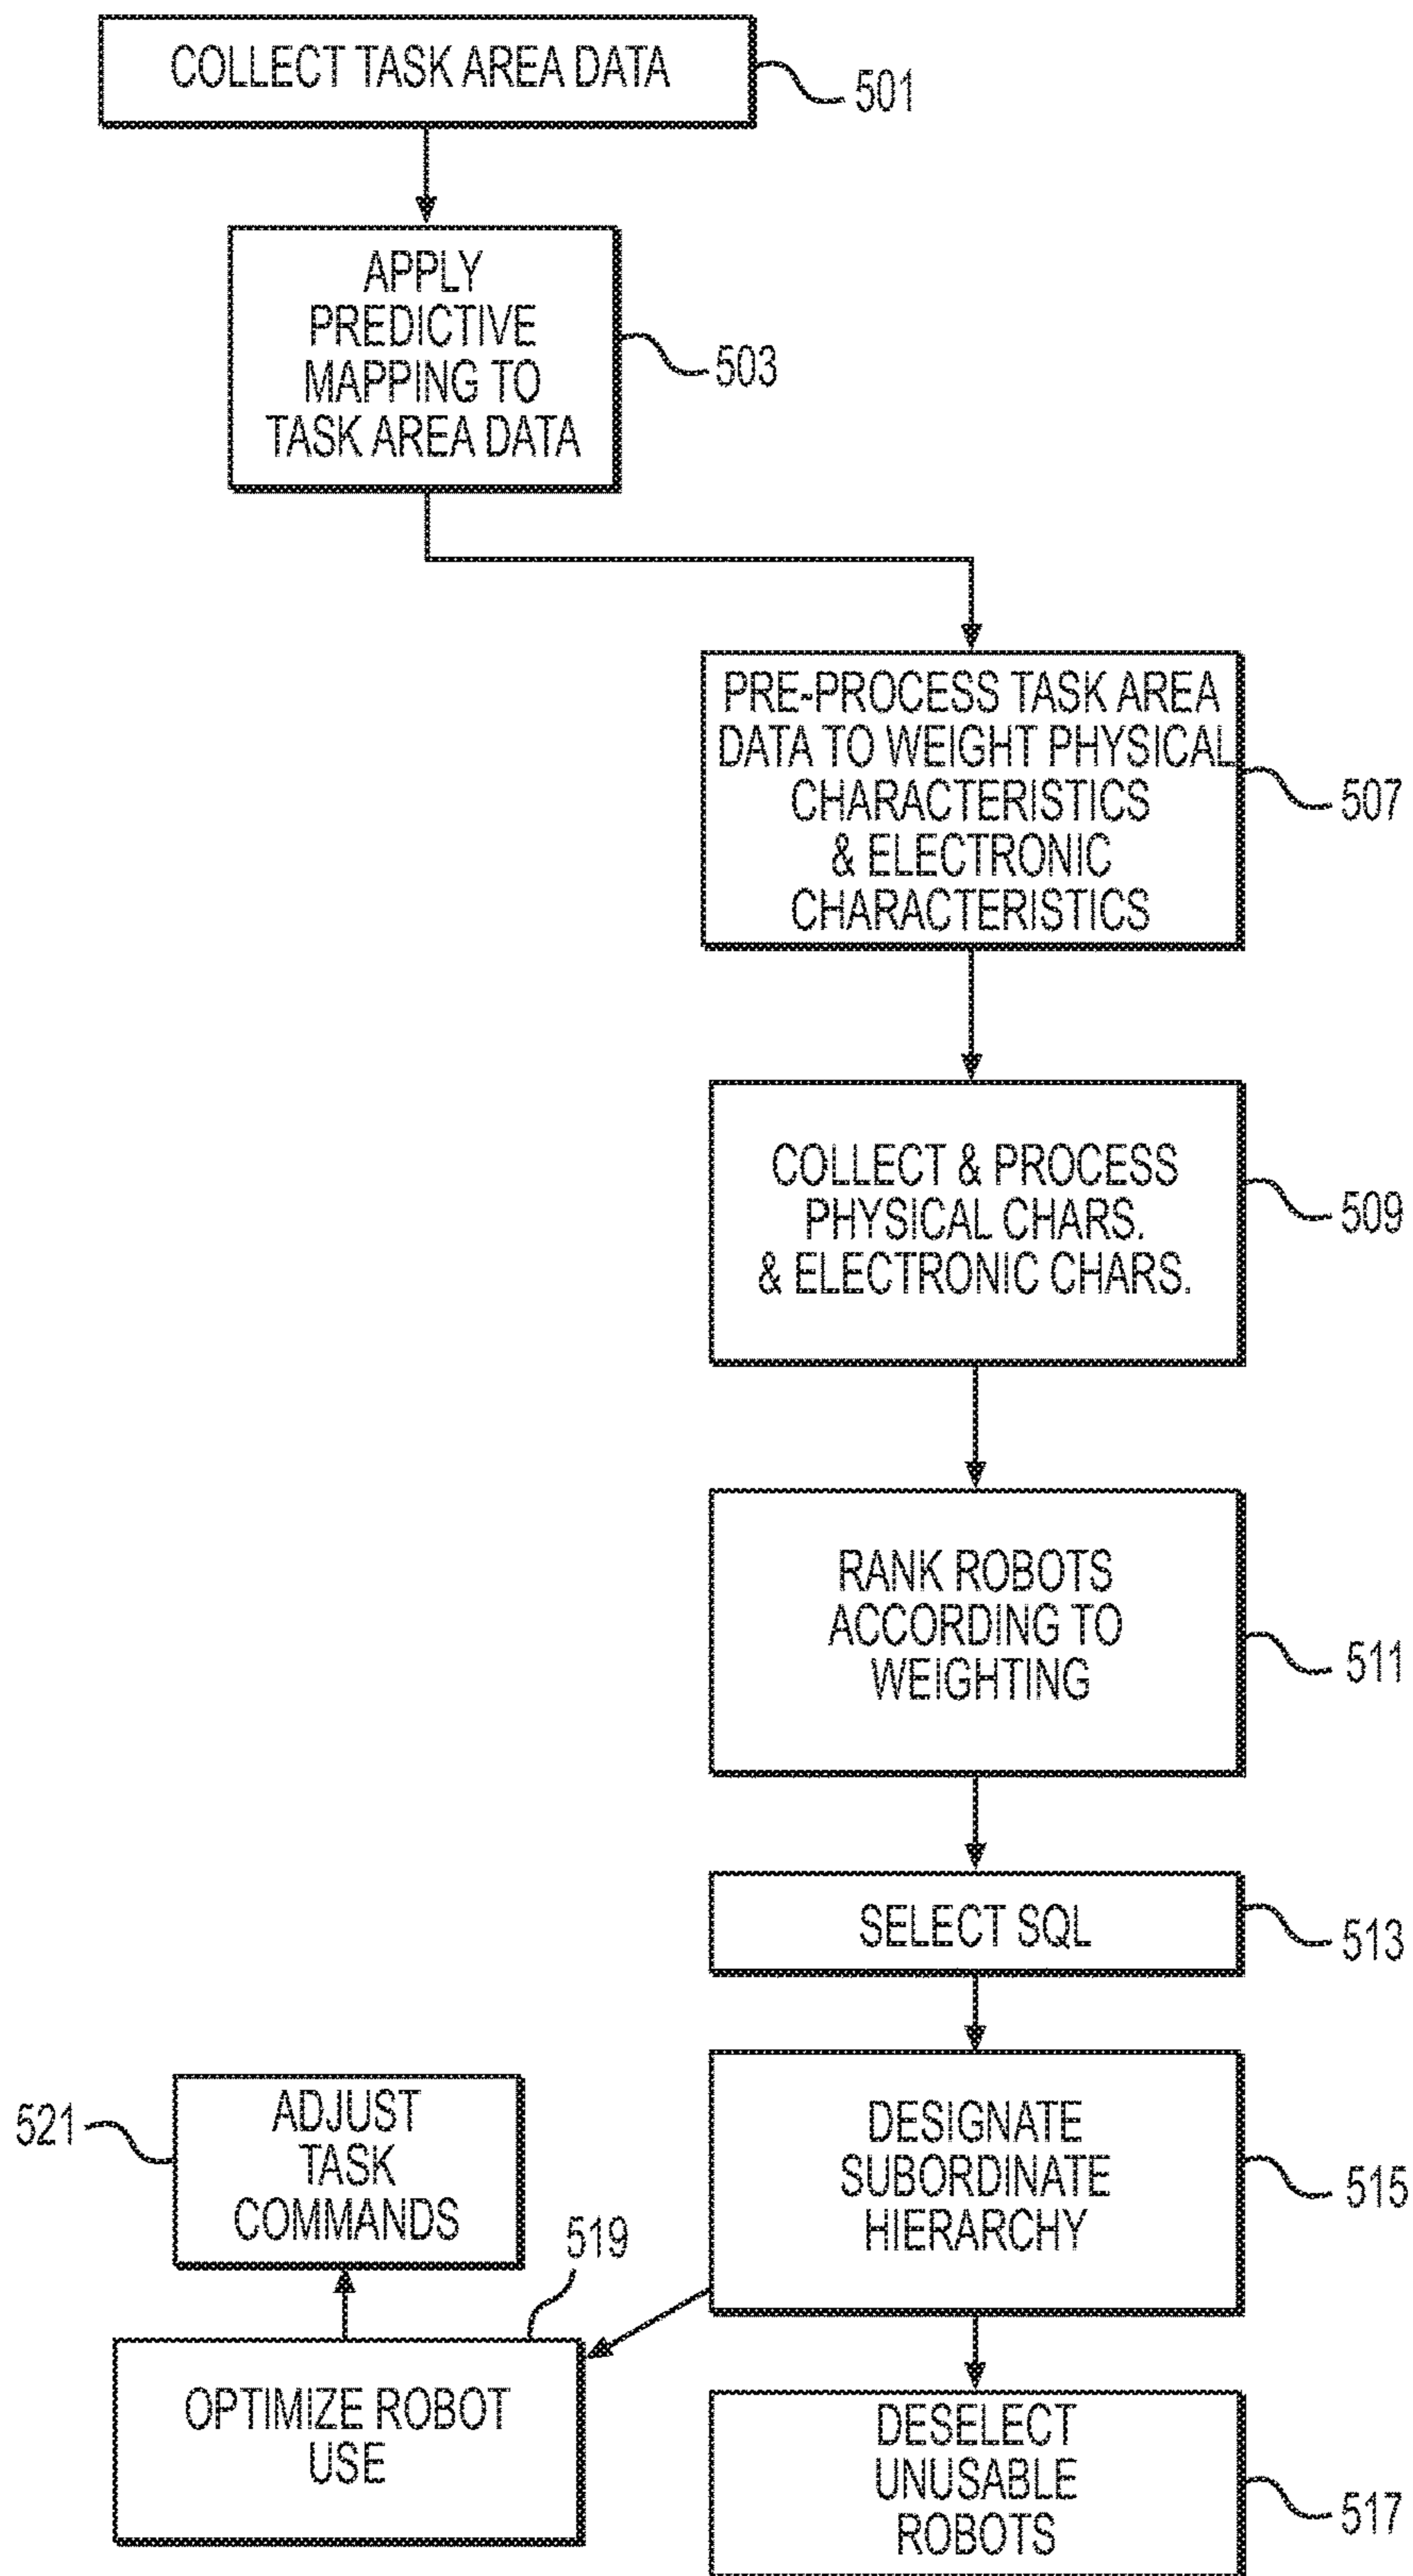 COLLECT TASK AREA DATA
501
APPLY
PREDICTIVE
MAPPING TO
TASK AREA DATA
503
PRE-PROCESS TASK AREA
DATA TO WEIGHT PHYSICAL
CHARACTERISTICS
& ELECTRONIC
CHARACTERISTICS
507
COLLECT & PROCESS
PHYSICAL CHARS.
& ELECTRONIC CHARS.
509
RANK ROBOTS
ACCORDING TO
WEIGHTING
511
SELECT SQL
513
DESIGNATE
SUBORDINATE
HIERARCHY
515
521
ADJUST
TASK
COMMANDS
519
OPTIMIZE ROBOT
USE
DESELECT
UNUSABLE
ROBOTS
517